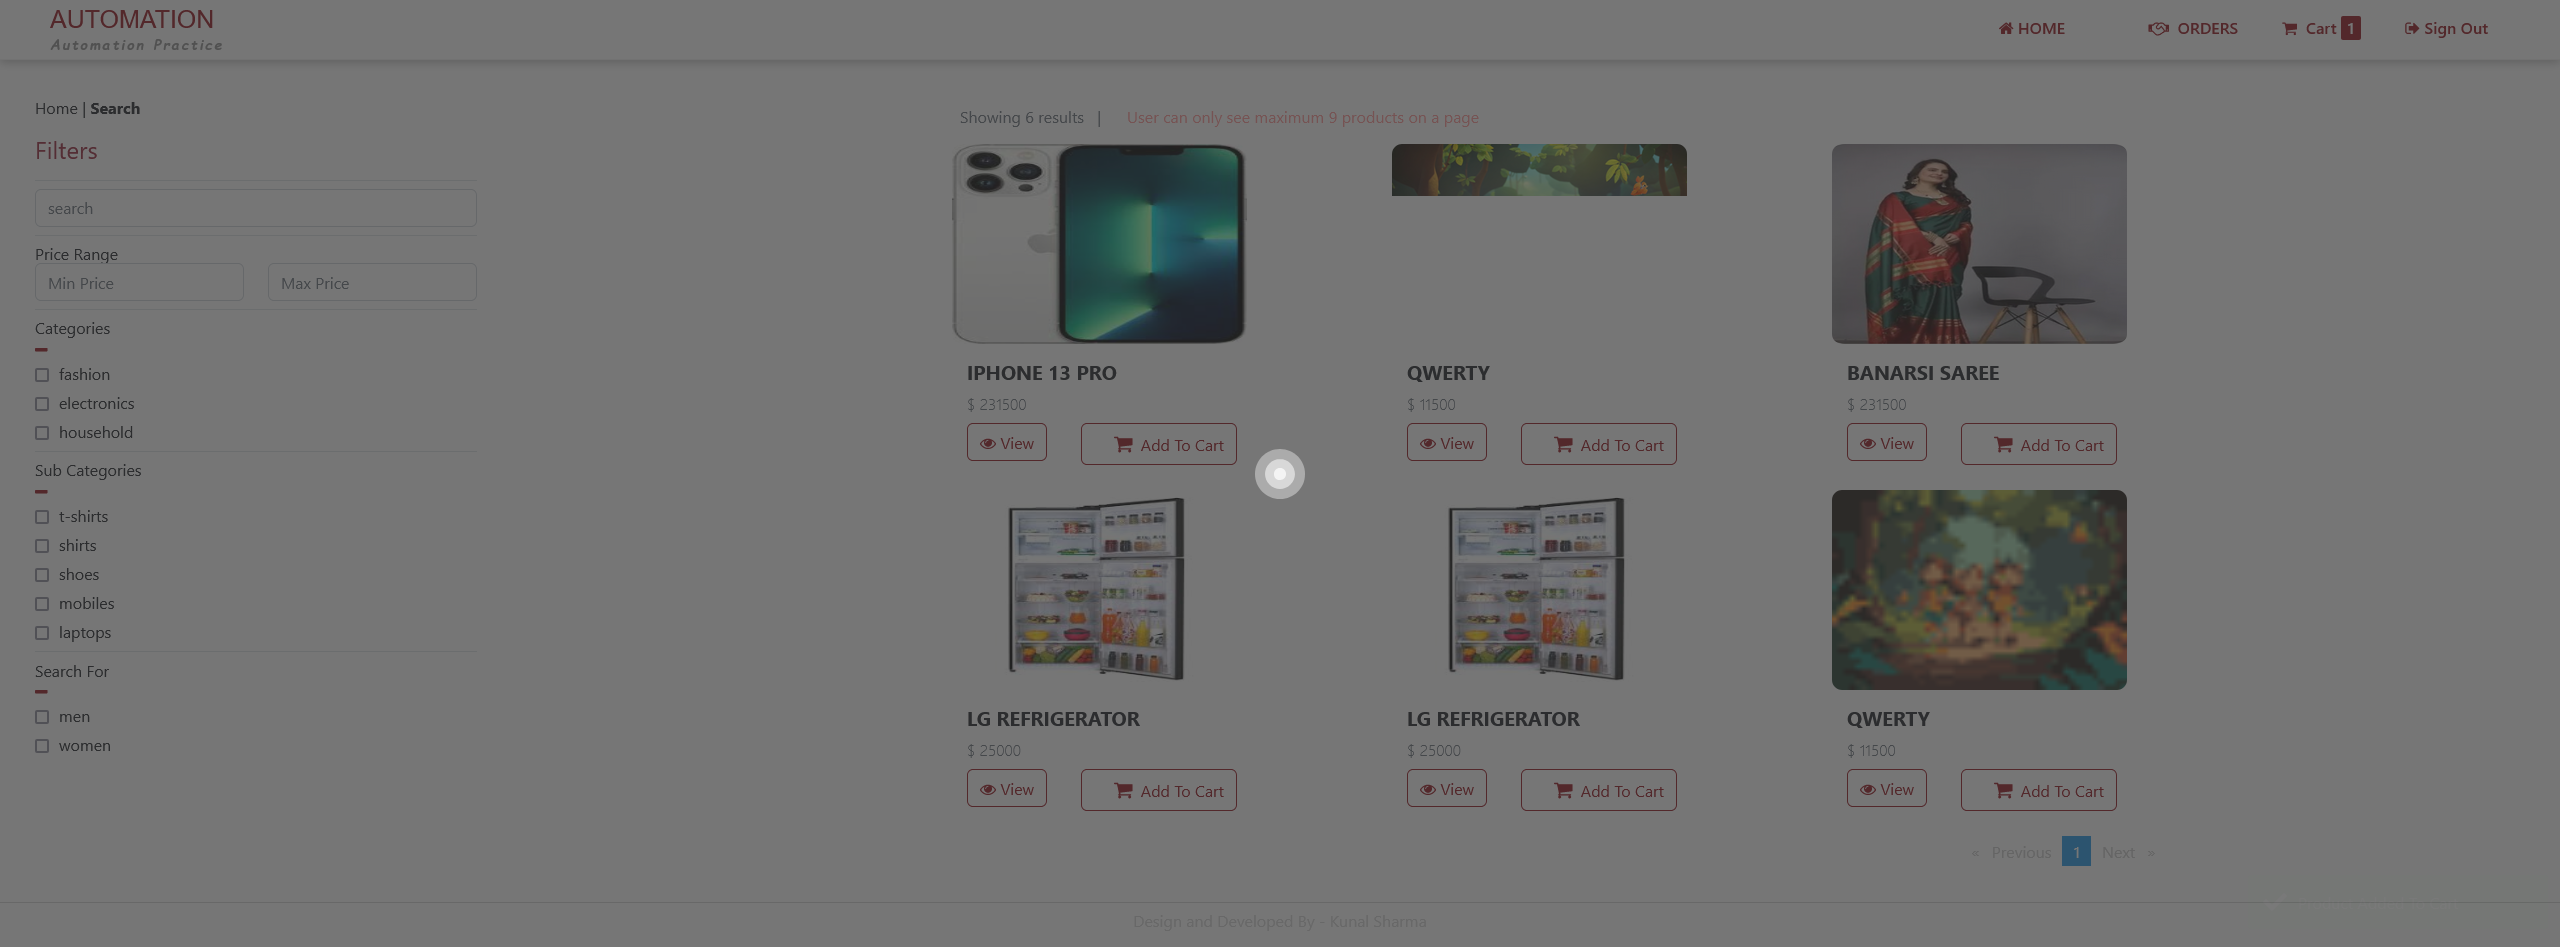 AUTOMATION
Automation Practice
HOME
ORDERS
Cart 1
Sign Out
Home | Search
Filters
search
Price Range
Min Price
Max Price
Categories
fashion
electronics
household
Sub Categories
t-shirts
shirts
shoes
mobiles
laptops
Search For
men
women
Showing 6 results |
User can only see maximum 9 products on a page
IPHONE 13 PRO
$ 231500
View
Add To Cart
QWERTY
$ 11500
View
Add To Cart
BANARSI SAREE
$ 231500
View
Add To Cart
LG REFRIGERATOR
$ 25000
View
Add To Cart
LG REFRIGERATOR
$ 25000
View
Add To Cart
QWERTY
$ 11500
View
Add To Cart
« Previous 1 Next »
Design and Developed By - Kunal Sharma